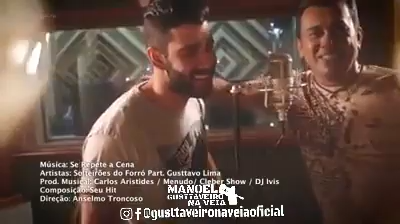 Música: Se Repete a Cena
Artistas: Solteirões do Forró Part. Gusttavo Lima
Prod. Musical: Carlos Aristides / Menudo/ Cleber Show / DJ Ivis
Composição: Seu Hit
Direção: Anselmo Troncoso
MANOEL
GUSTTAVEIRO
NA VEIA
@gusttaveironaveiaoficial